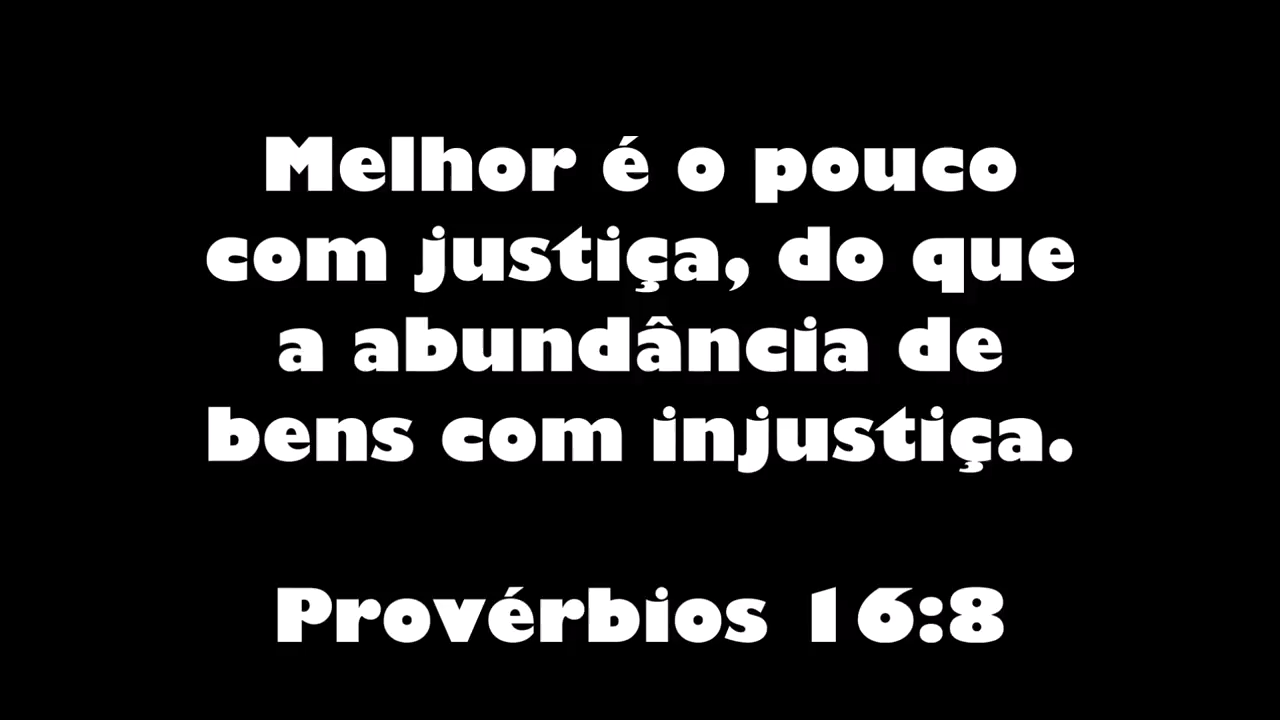 Melhor é o pouco
com justiça, do que
a abundância de
bens com injustiça.
Provérbios 16:8